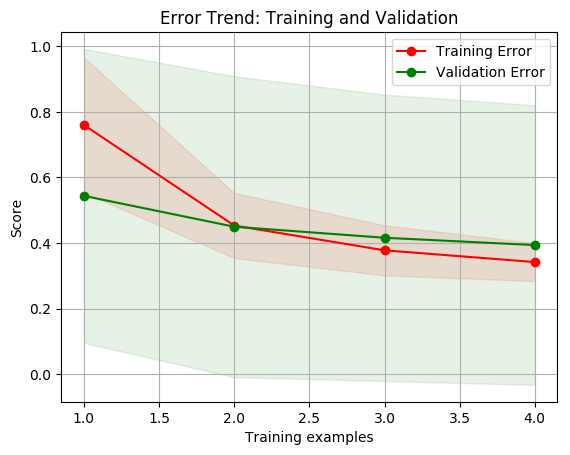 Error Trend: Training and Validation
Training Error
Validation Error
Score
1.0
0.8
0.6
0.4
0.2
0.0
1.0 1.5 2.0 2.5 3.0 3.5 4.0
Training examples